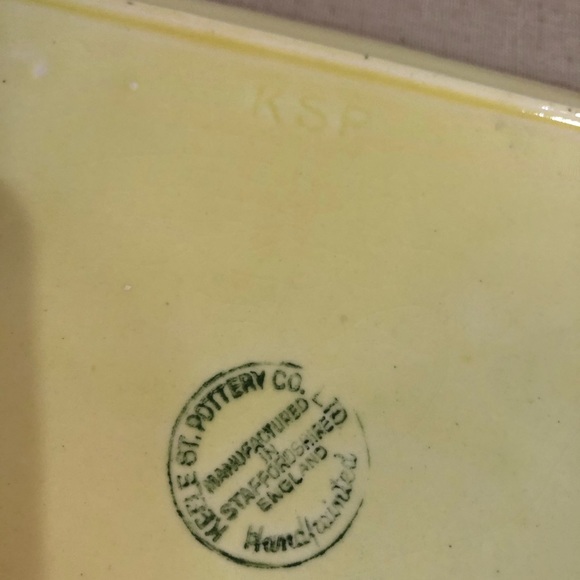 KSP
KEELE ST. POTTERY CO. LTD
MANUFACTURED
IN
STAFFORDSHIRE
ENGLAND
Handpainted